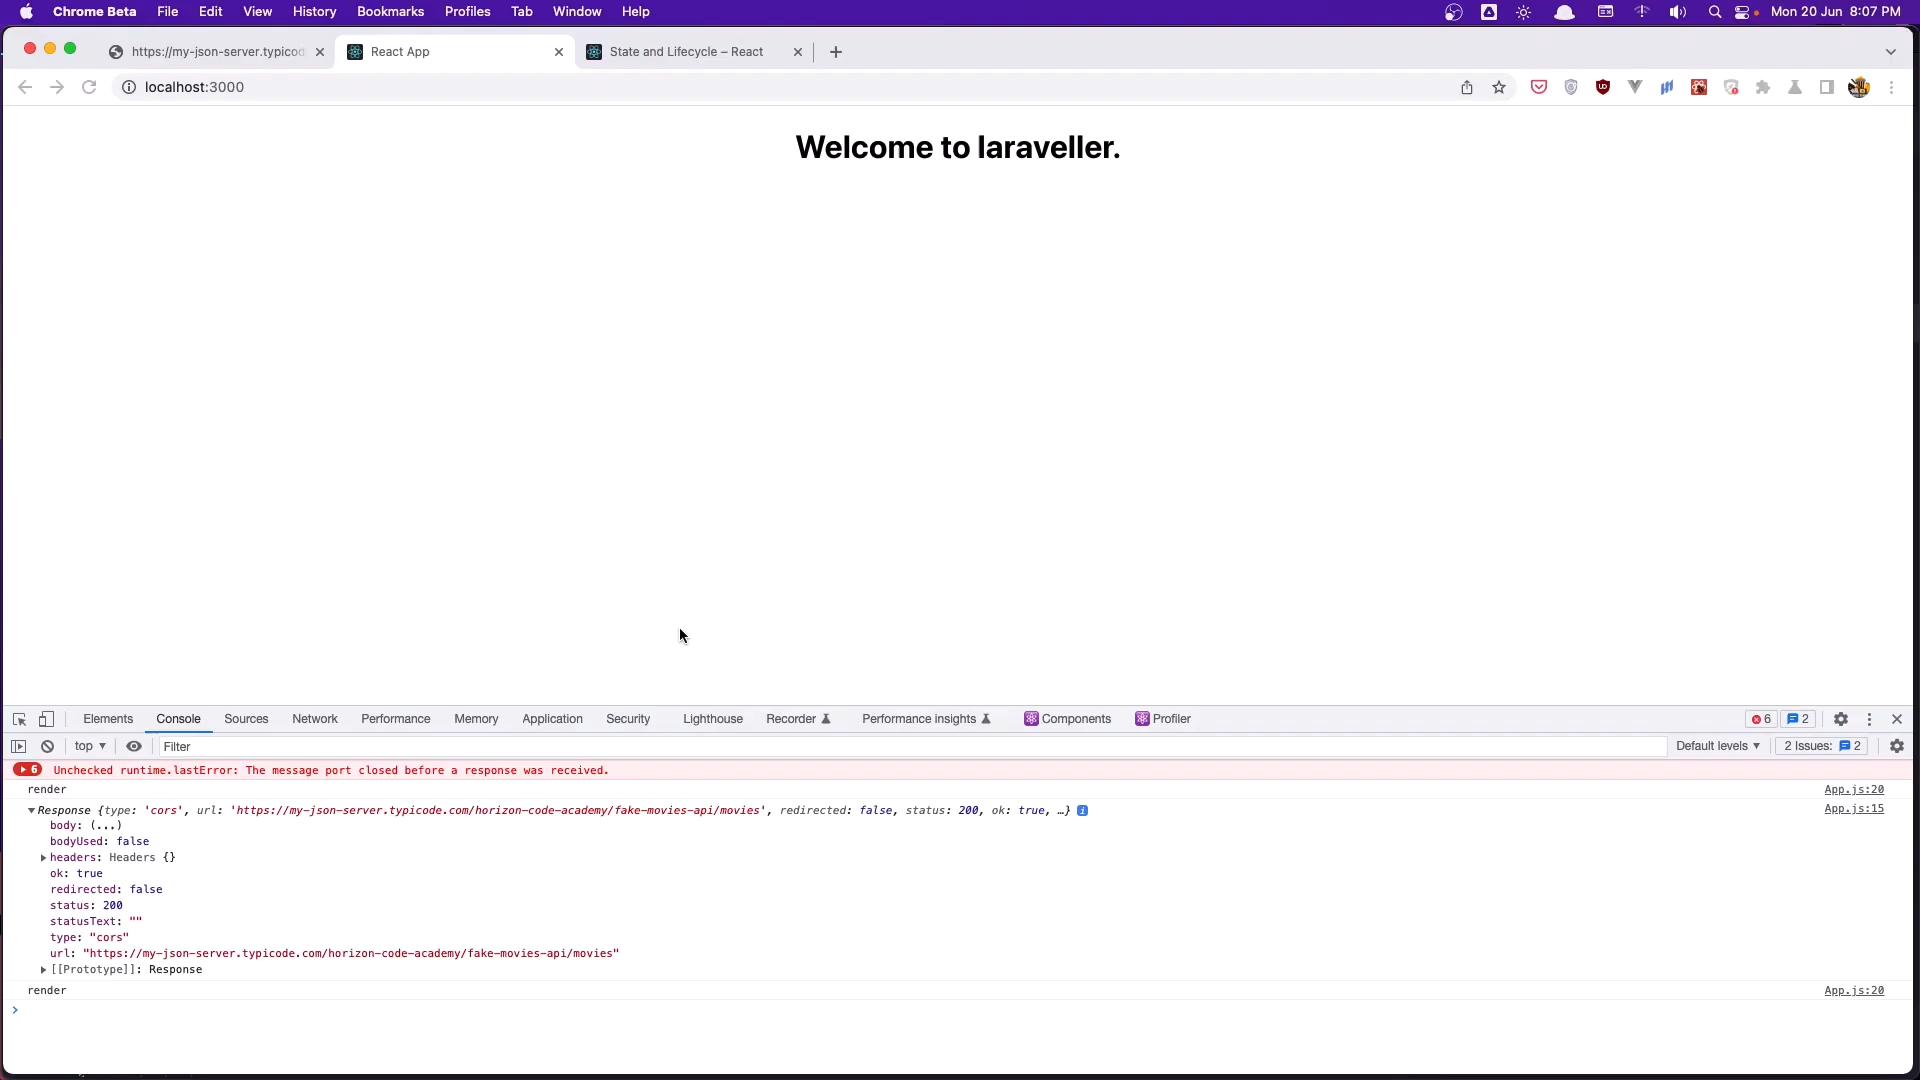 Chrome Beta File Edit View History Bookmarks Profiles Tab Window Help Mon 20 Jun 8:07 PM
https://my-json-server.typicod React App State and Lifecycle – React
localhost:3000
Welcome to laraveller.
Elements Console Sources Network Performance Memory Application Security Lighthouse Recorder Performance insights Components Profiler 6 2
top Filter Default levels 2 Issues: 2
6 Unchecked runtime.lastError: The message port closed before a response was received.
render App.js:20
Response {type: 'cors', url: 'https://my-json-server.typicode.com/horizon-code-academy/fake-movies-api/movies', redirected: false, status: 200, ok: true, …} App.js:15
body: (...)
bodyUsed: false
headers: Headers {}
ok: true
redirected: false
status: 200
statusText: ""
type: "cors"
url: "https://my-json-server.typicode.com/horizon-code-academy/fake-movies-api/movies"
[[Prototype]]: Response
render App.js:20